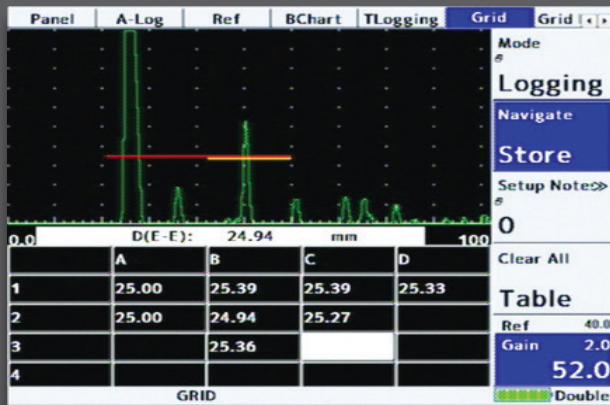 Panel A-Log Ref BChart TLogging Grid Grid
Mode
Logging
Navigate
Store
Setup Notes>>
0
Clear All
Table
Ref 40.0
Gain 2.0
52.0
Double
0.0 D(E-E): 24.94 mm 100
A B C D
1 25.00 25.39 25.39 25.33
2 25.00 24.94 25.27
3 25.36
4
GRID